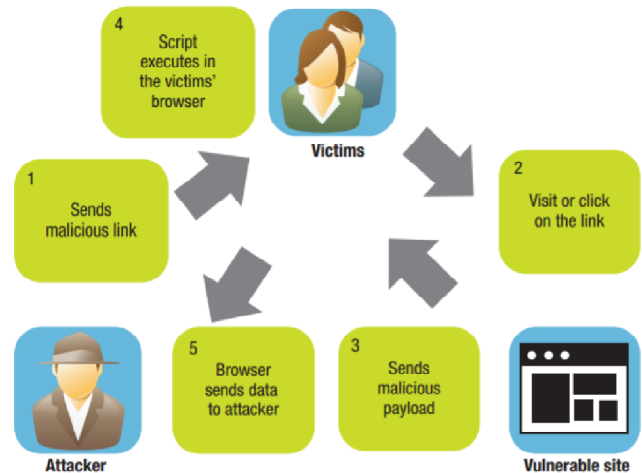 4
Script
executes in
the victims'
browser
Victims
1
Sends
malicious link
2
Visit or click
on the link
5
Browser
sends data
to attacker
3
Sends
malicious
payload
Attacker
Vulnerable site